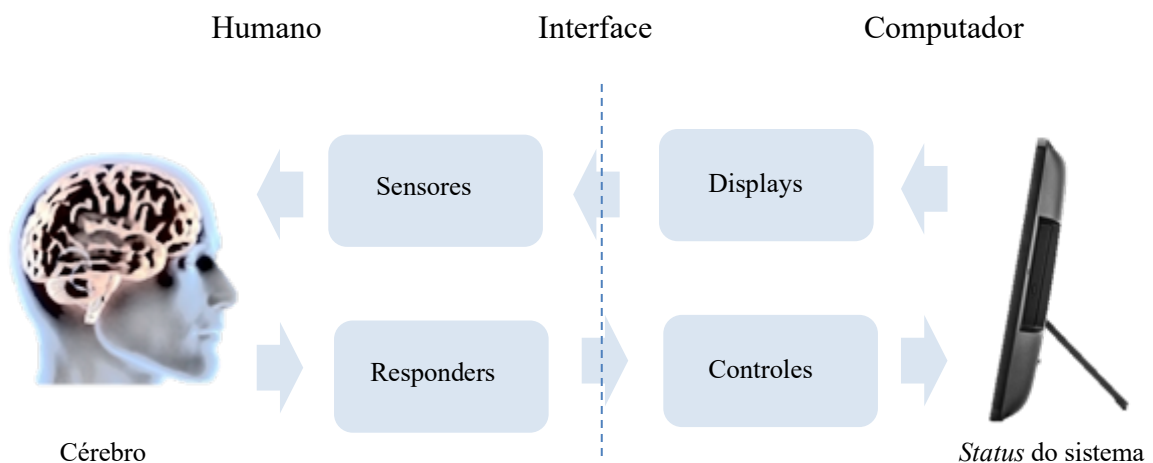 Humano
Interface
Computador
Sensores
Displays
Responders
Controles
Cérebro
Status do sistema